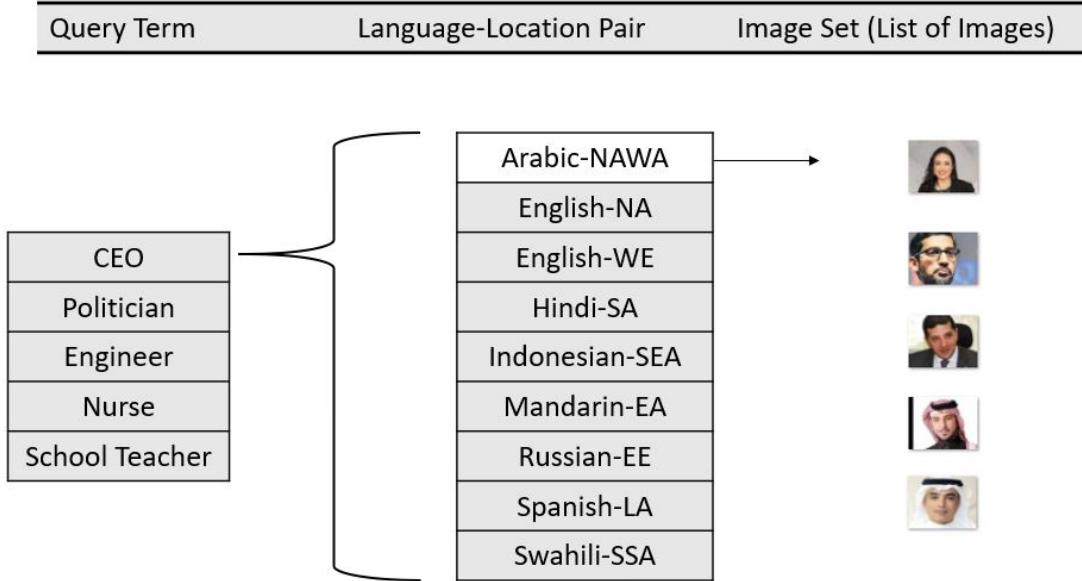 Query Term
Language-Location Pair
Image Set (List of Images)
CEO
Politician
Engineer
Nurse
School Teacher
Arabic-NAWA
English-NA
English-WE
Hindi-SA
Indonesian-SEA
Mandarin-EA
Russian-EE
Spanish-LA
Swahili-SSA